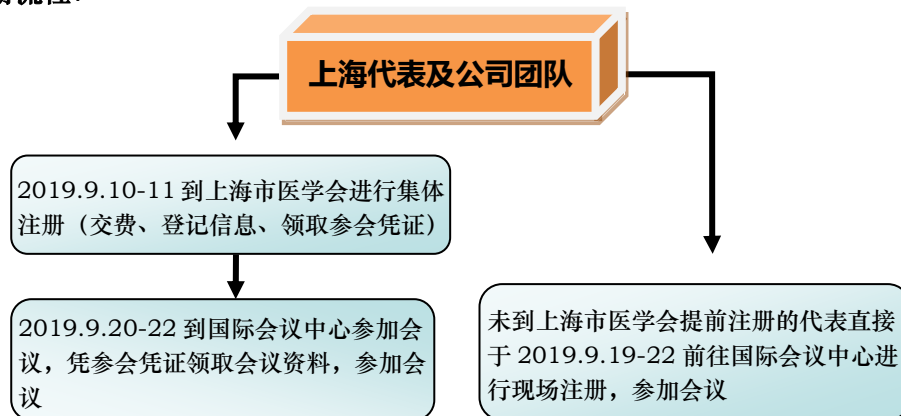 上海代表及公司团队
2019.9.10-11 到上海市医学会进行集体
注册（交费、登记信息、领取参会凭证）
2019.9.20-22 到国际会议中心参加会
议，凭参会凭证领取会议资料，参加会
议
未到上海市医学会提前注册的代表直接
于 2019.9.19-22 前往国际会议中心进
行现场注册，参加会议